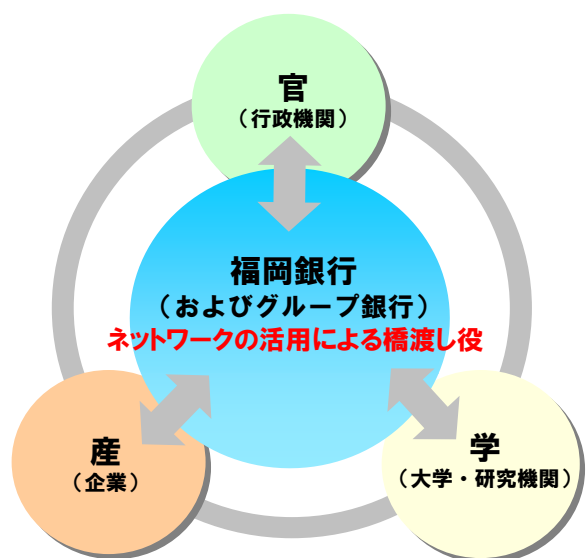 官
（行政機関）
福岡銀行
（およびグループ銀行）
ネットワークの活用による橋渡し役
産
（企業）
学
（大学・研究機関）